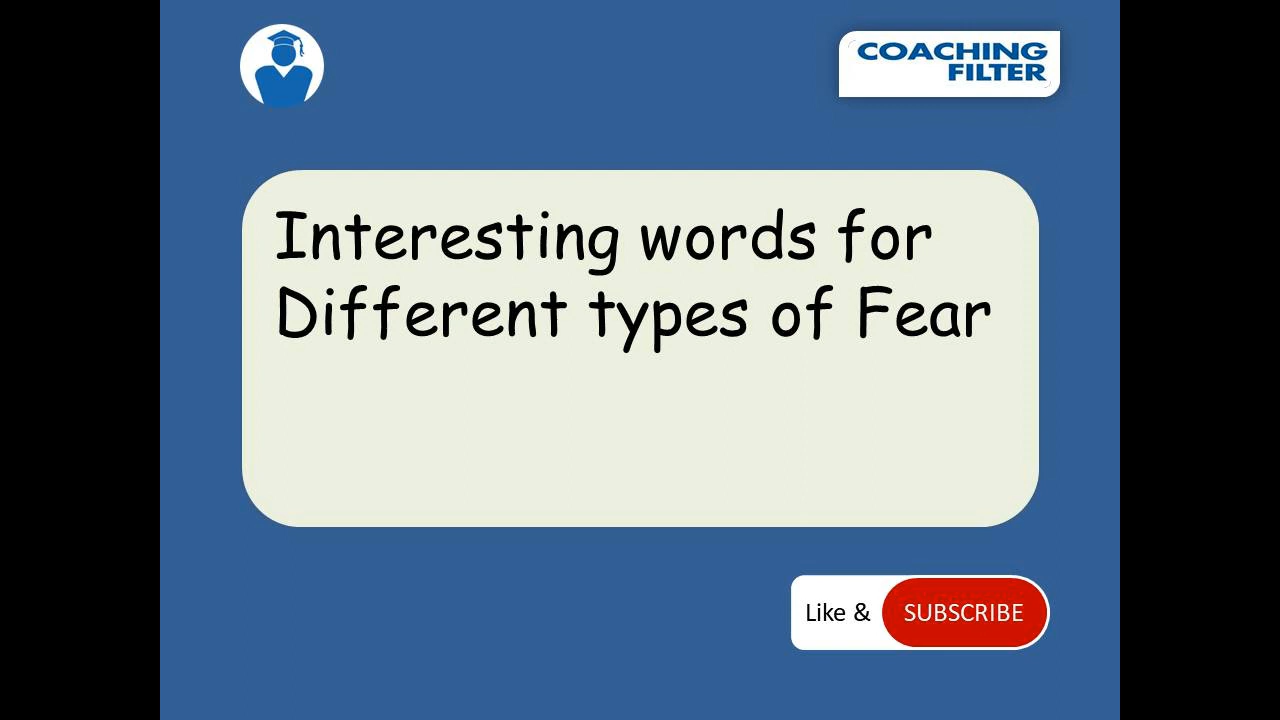 COACHING
FILTER
Interesting words for
Different types of Fear
Like & SUBSCRIBE